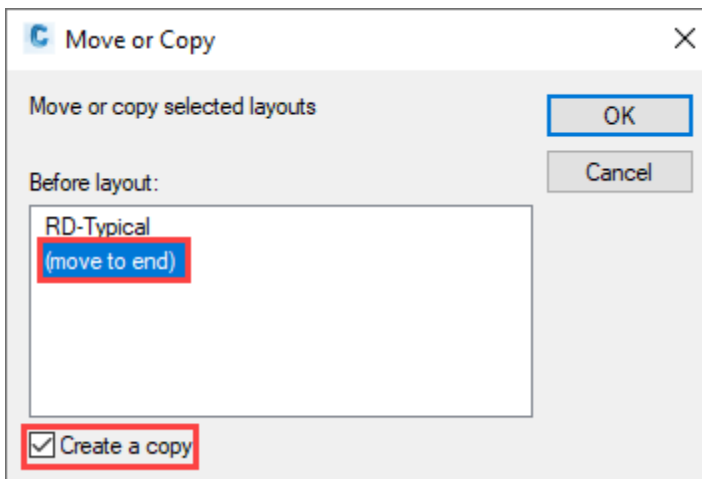 Move or Copy
Move or copy selected layouts
OK
Cancel
Before layout:
RD-Typical
(move to end)
Create a copy